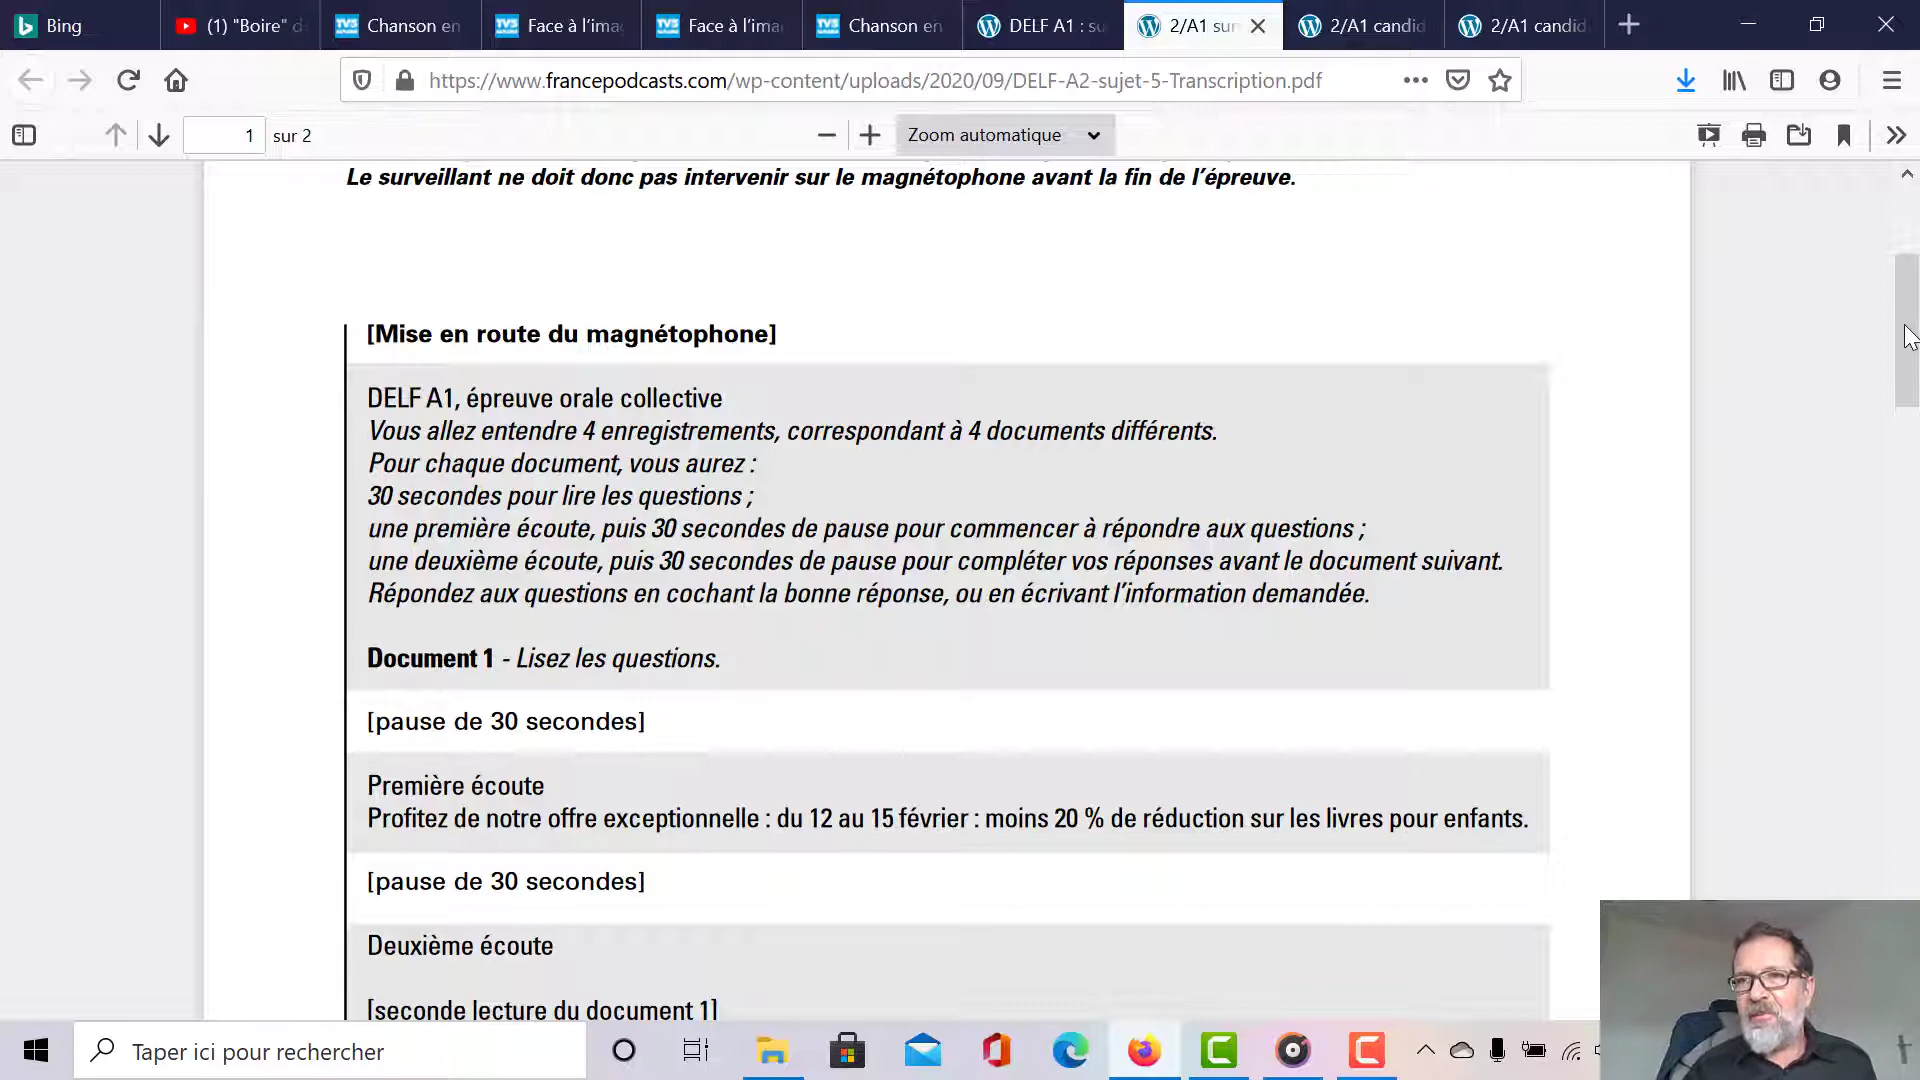 Bing
(1) "Boire" d
Chanson en
Face à l'ima
Face à l'ima
Chanson en
DELF A1 : su
2/A1 sur
2/A1 candid
2/A1 candid
https://www.francepodcasts.com/wp-content/uploads/2020/09/DELF-A2-sujet-5-Transcription.pdf
1 sur 2
Zoom automatique
Le surveillant ne doit donc pas intervenir sur le magnétophone avant la fin de l'épreuve.
[Mise en route du magnétophone]
DELF A1, épreuve orale collective
Vous allez entendre 4 enregistrements, correspondant à 4 documents différents.
Pour chaque document, vous aurez :
30 secondes pour lire les questions ;
une première écoute, puis 30 secondes de pause pour commencer à répondre aux questions ;
une deuxième écoute, puis 30 secondes de pause pour compléter vos réponses avant le document suivant.
Répondez aux questions en cochant la bonne réponse, ou en écrivant l'information demandée.
Document 1 - Lisez les questions.
[pause de 30 secondes]
Première écoute
Profitez de notre offre exceptionnelle : du 12 au 15 février : moins 20 % de réduction sur les livres pour enfants.
[pause de 30 secondes]
Deuxième écoute
[seconde lecture du document 1]
Taper ici pour rechercher